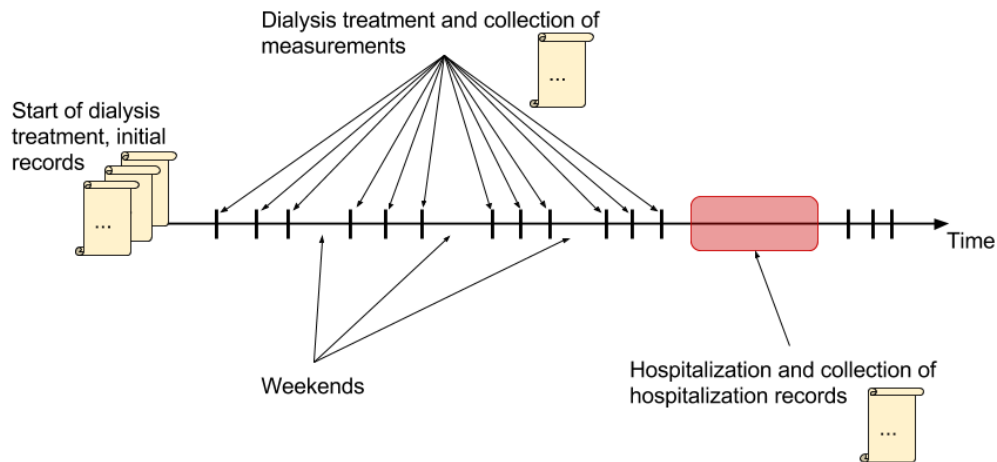 Dialysis treatment and collection of
measurements
...
Start of dialysis
treatment, initial
records
...
Time
Weekends
Hospitalization and collection of
hospitalization records
...